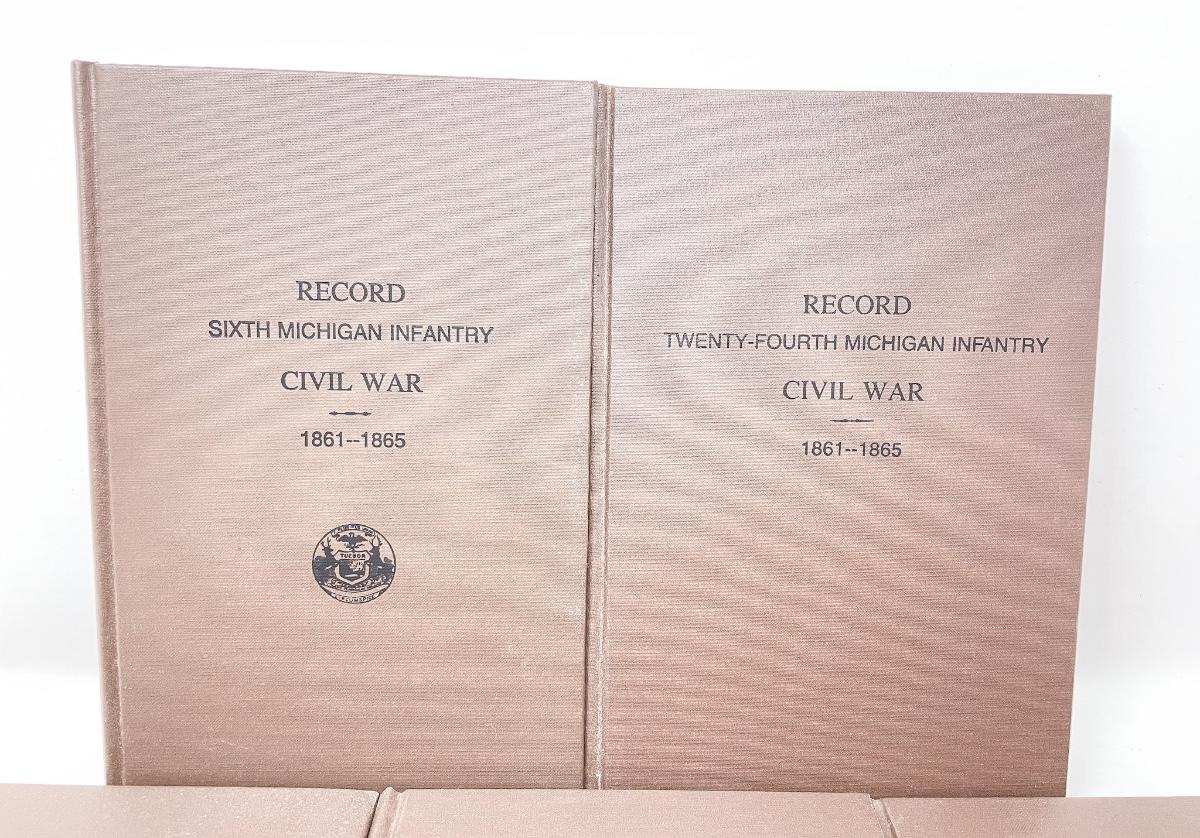 RECORD
SIXTH MICHIGAN INFANTRY
CIVIL WAR
1861--1865
TUEBOR
RECORD
TWENTY-FOURTH MICHIGAN INFANTRY
CIVIL WAR
1861--1865